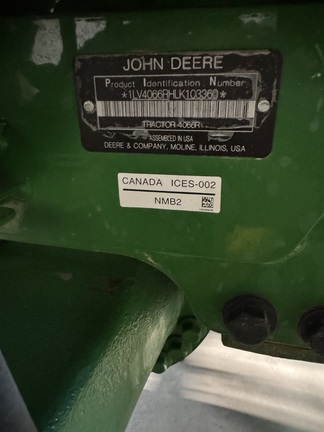 JOHN DEERE
Product Identification Number
*1LV4066RHLK103360*
TRACTOR 4066R
ASSEMBLED IN USA
DEERE & COMPANY, MOLINE, ILLINOIS, USA
CANADA ICES-002
NMB2